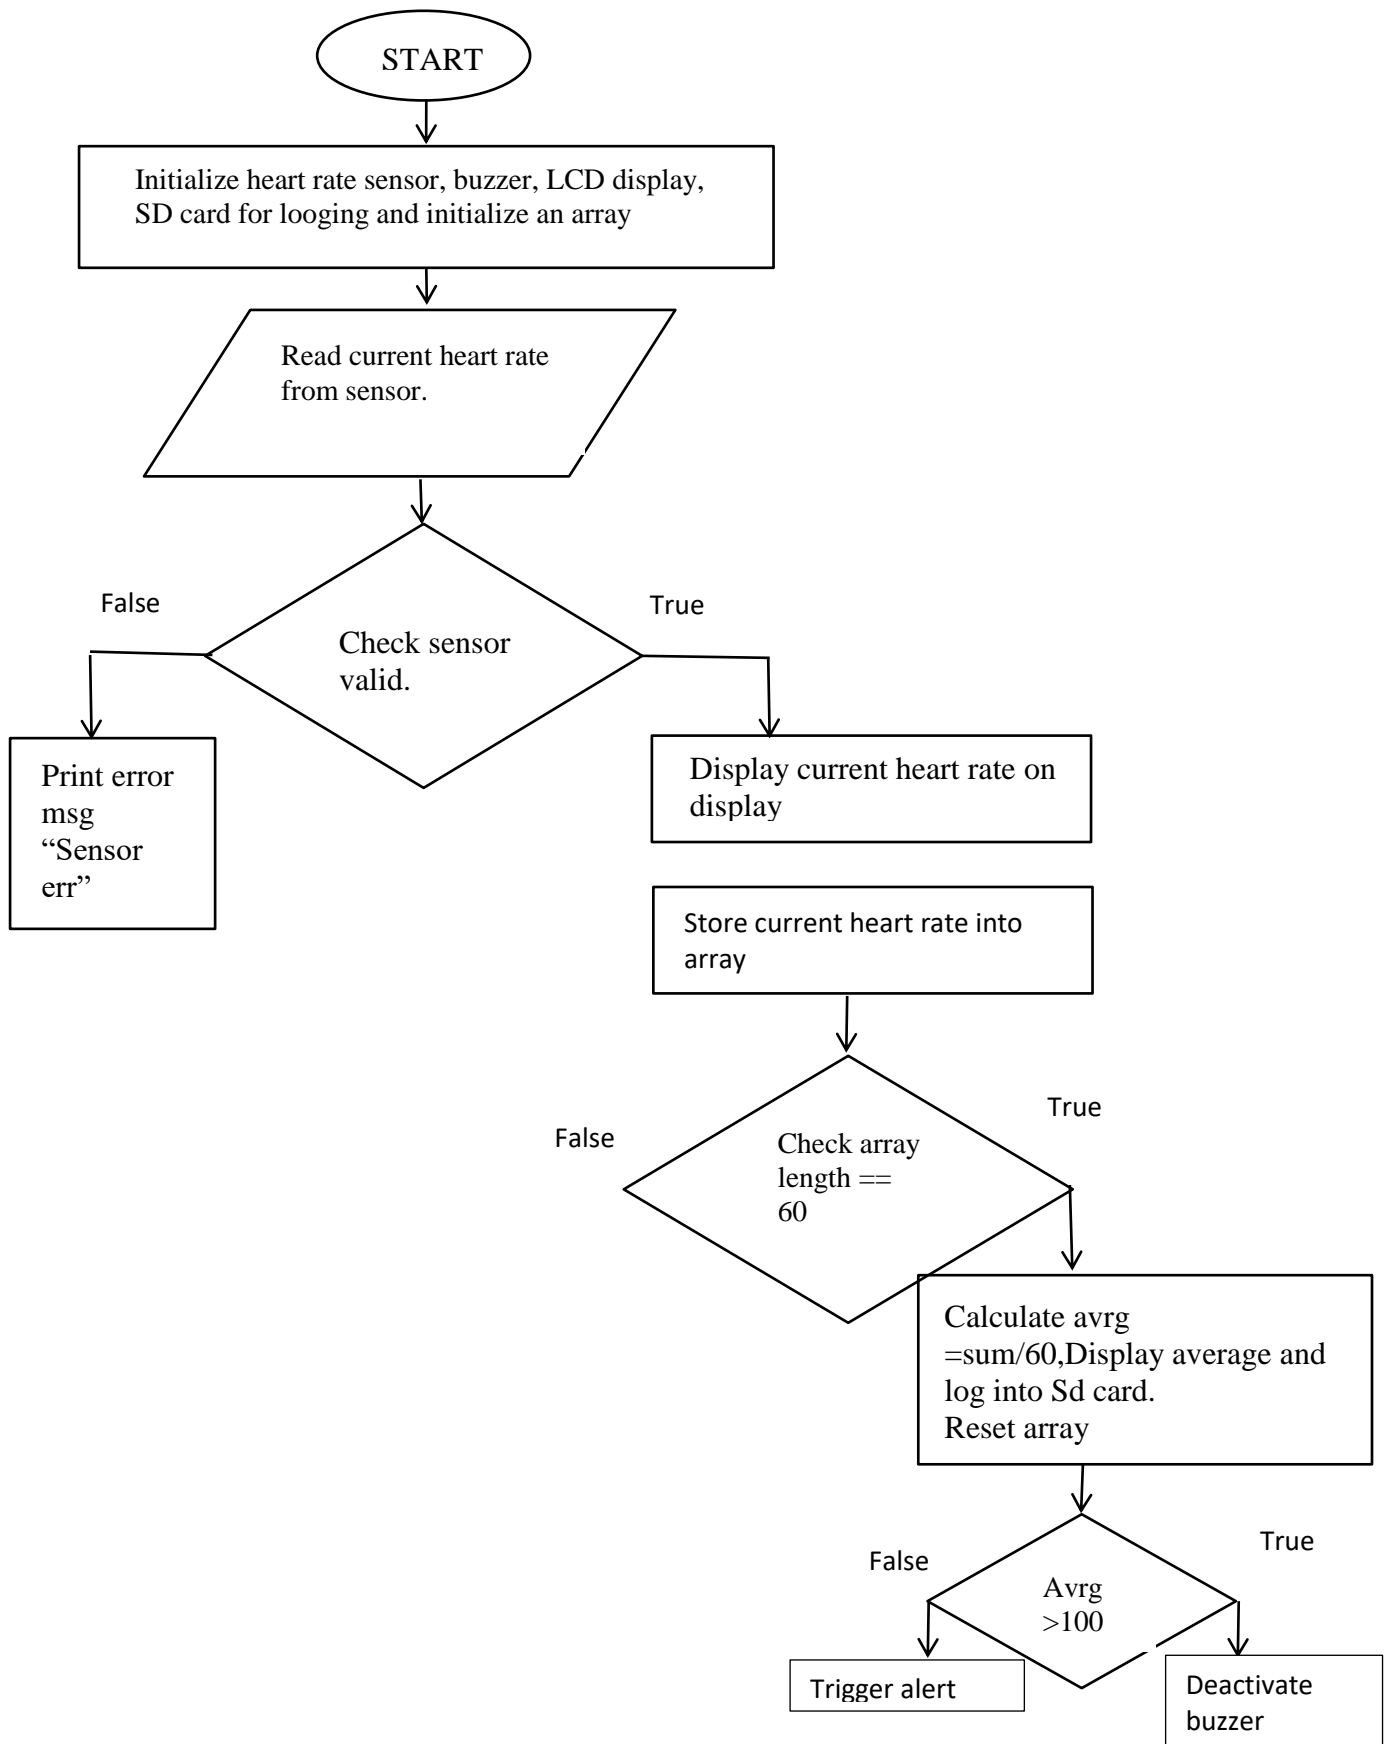 START
Initialize heart rate sensor, buzzer, LCD display,
SD card for looging and initialize an array
Read current heart rate
from sensor.
False
True
Check sensor
valid.
Print error
msg
“Sensor
err”
Display current heart rate on
display
Store current heart rate into
array
True
False
Check array
length ==
60
Calculate avrg
=sum/60,Display average and
log into Sd card.
Reset array
True
False
Avrg
>100
Trigger alert
Deactivate
buzzer